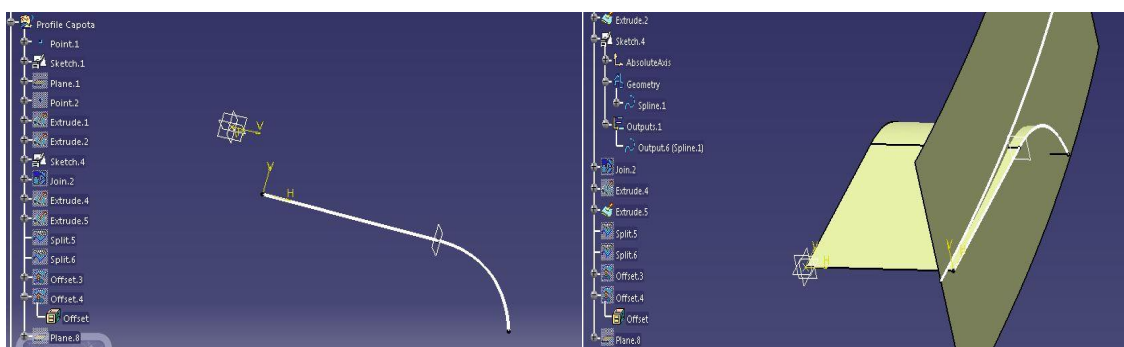 Profile Capota
Point.1
Sketch.1
Plane.1
Point.2
Extrude.1
Extrude.2
Sketch.4
Join.2
Extrude.4
Extrude.5
Split.5
Split.6
Offset.3
Offset.4
Offset
Plane.8
V
V
H
Extrude.2
Sketch.4
AbsoluteAxis
Geometry
Spline.1
Outputs.1
Output.6 (Spline.1)
Join.2
Extrude.4
Extrude.5
Split.5
Split.6
Offset.3
Offset.4
Offset
Plane.8
H
V